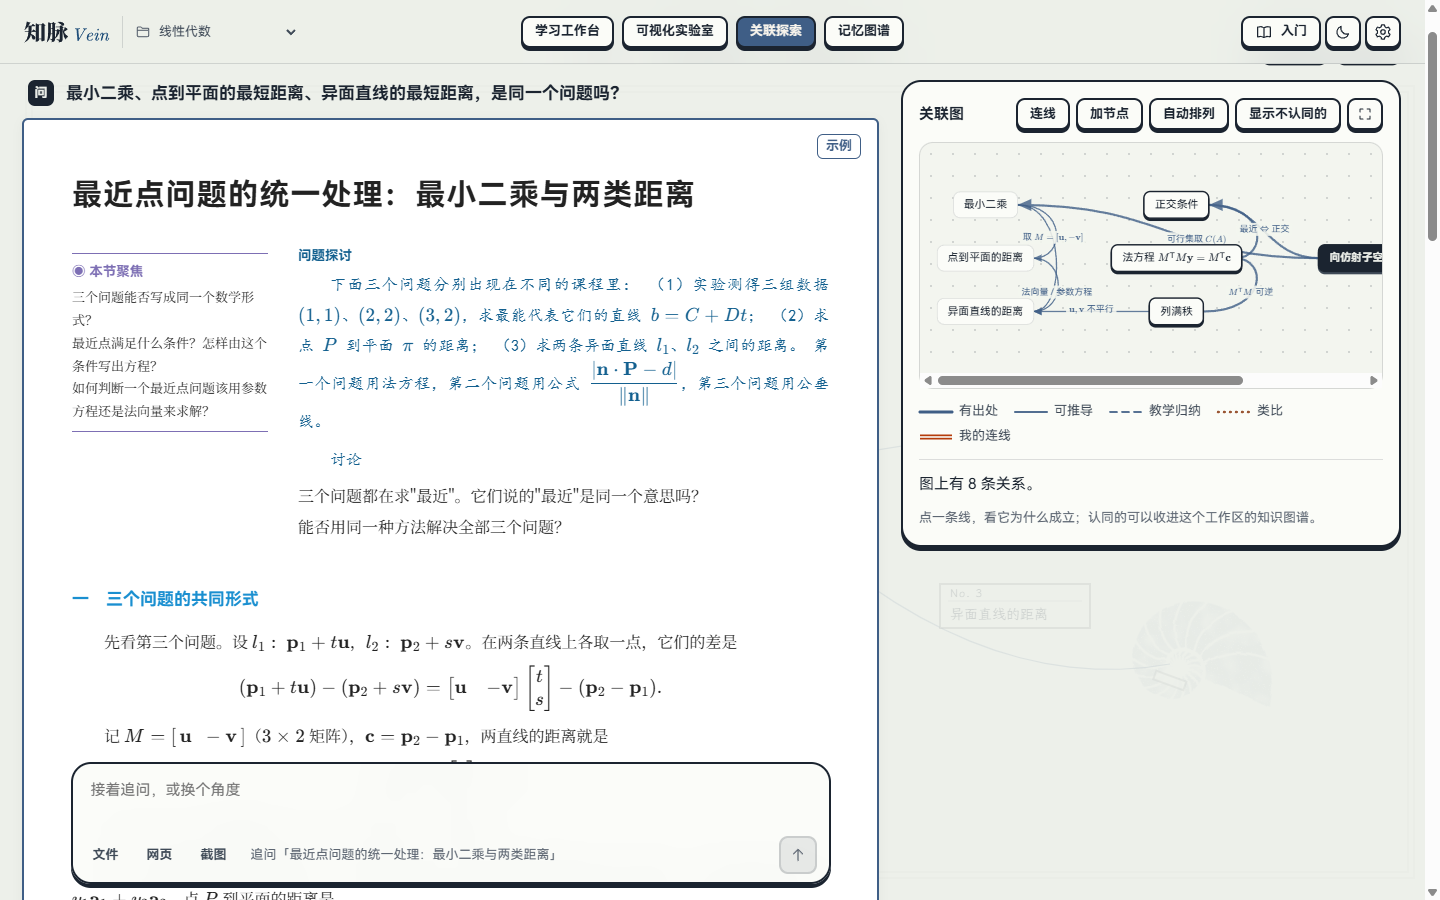 知脉 Vein 线性代数 学习工作台 可视化实验室 关联探索 记忆图谱 入门
问 最小二乘、点到平面的最短距离、异面直线的最短距离，是同一个问题吗？
示例
最近点问题的统一处理：最小二乘与两类距离
◉ 本节聚焦
三个问题能否写成同一个数学形
式？
最近点满足什么条件？怎样由这个
条件写出方程？
如何判断一个最近点问题该用参数
方程还是法向量来求解？
问题探讨
下面三个问题分别出现在不同的课程里： （1）实验测得三组数据
(1, 1)、(2, 2)、(3, 2)，求最能代表它们的直线 b = C + Dt； （2）求
点 P 到平面 π 的距离； （3）求两条异面直线 l₁、l₂ 之间的距离。 第
一个问题用法方程，第二个问题用公式 |n · P − d| / ‖n‖，第三个问题用公垂
线。
讨论
三个问题都在求"最近"。它们说的"最近"是同一个意思吗？
能否用同一种方法解决全部三个问题？
一 三个问题的共同形式
先看第三个问题。设 l₁： p₁ + tu，l₂： p₂ + sv。在两条直线上各取一点，它们的差是
(p₁ + tu) − (p₂ + sv) = [u −v] [t s] − (p₂ − p₁).
记 M = [ u −v ]（3 × 2 矩阵），c = p₂ − p₁，两直线的距离就是
接着追问，或换个角度
文件 网页 截图 追问「最近点问题的统一处理：最小二乘与两类距离」
点 P 到平面的距离是
关联图 连线 加节点 自动排列 显示不认同的
最小二乘 正交条件
最近 ⇔ 正交
取 M = [u, −v] 可行集取 C(A)
点到平面的距离 法方程 MᵀMy = Mᵀc 向仿射子空
法向量 / 参数方程 MᵀM 可逆
异面直线的距离 u, v 不平行 列满秩
有出处 可推导 教学归纳 类比
我的连线
图上有 8 条关系。
点一条线，看它为什么成立；认同的可以收进这个工作区的知识图谱。
No. 3
异面直线的距离